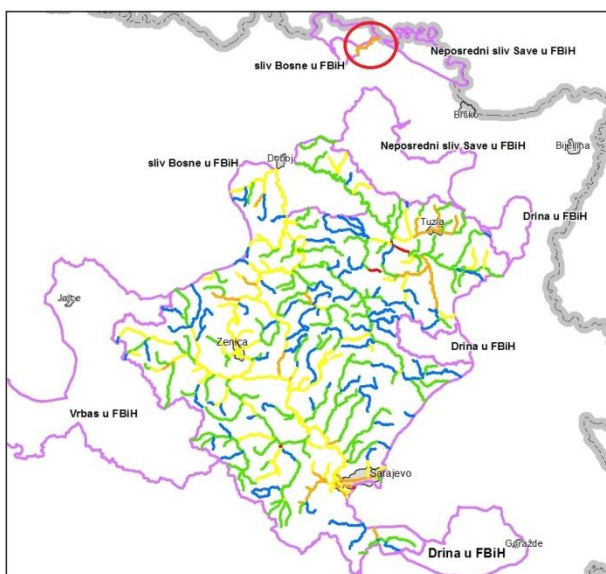 Neposredni sliv Save u FBiH
sliv Bosne u FBiH
Brčko
Neposredni sliv Save u FBiH
Bijeljina
sliv Bosne u FBiH
Doboj
Drina u FBiH
Tuzla
Jajce
Zenica
Drina u FBiH
Vrbas u FBiH
Sarajevo
Goražde
Drina u FBiH